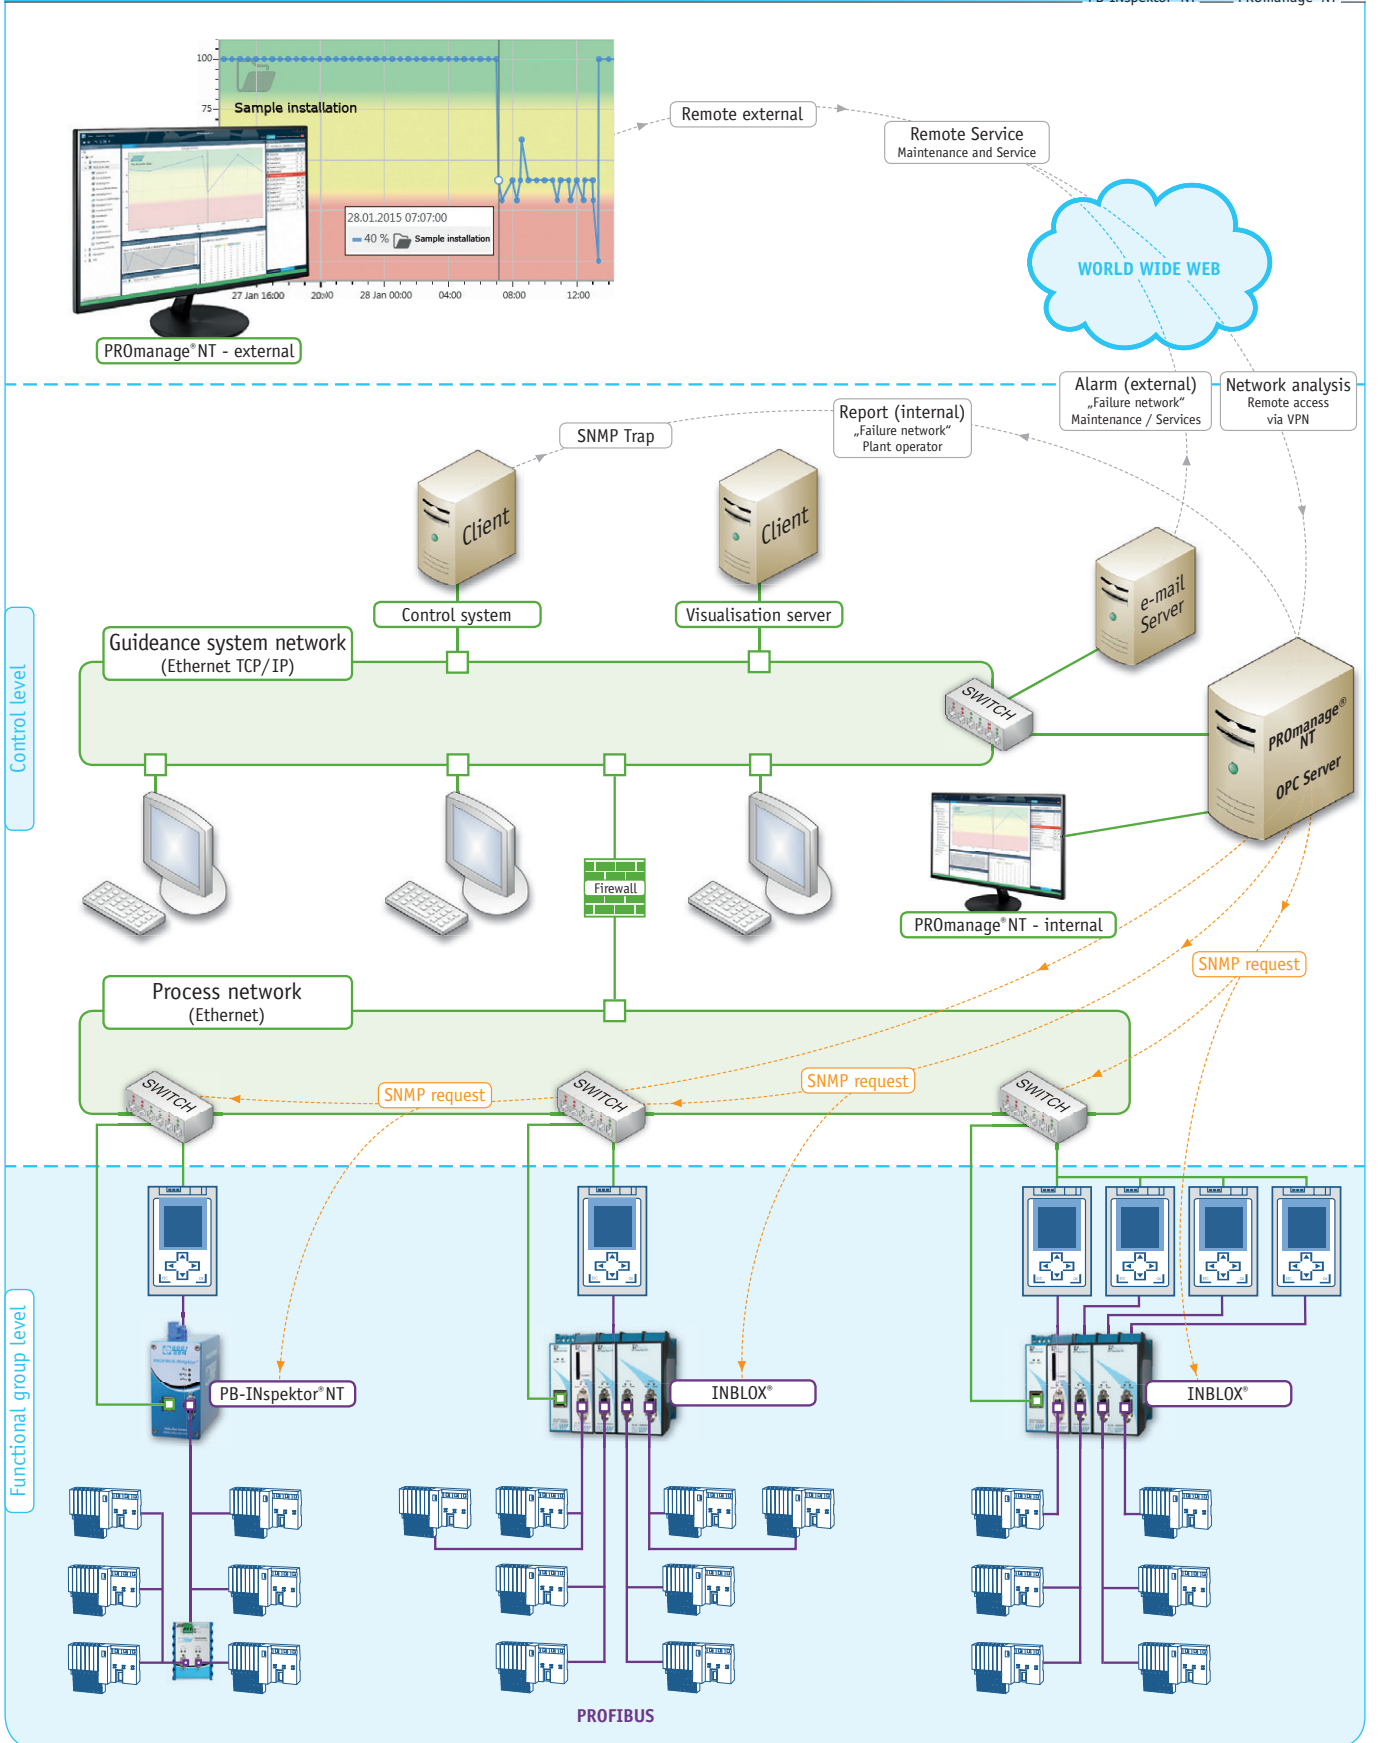 PB-INspektor® NT PROmanage® NT
100
75
Sample installation
28.01.2015 07:07:00
40 % Sample installation
27 Jan 16:00
20:00
28 Jan 00:00
04:00
08:00
12:00
PROmanage® NT - external
Remote external
Remote Service
Maintenance and Service
WORLD WIDE WEB
Alarm (external)
„Failure network“
Maintenance / Services
Network analysis
Remote access
via VPN
Report (internal)
„Failure network“
Plant operator
SNMP Trap
Client
Client
Control system
Visualisation server
e-mail
Server
Guideance system network
(Ethernet TCP/IP)
SWITCH
PROmanage®
NT
OPC Server
Control level
Firewall
PROmanage® NT - internal
SNMP request
Process network
(Ethernet)
SWITCH
SNMP request
SWITCH
SNMP request
SWITCH
Functional group level
PB-INspektor® NT
INBLOX®
INBLOX®
PROFIBUS